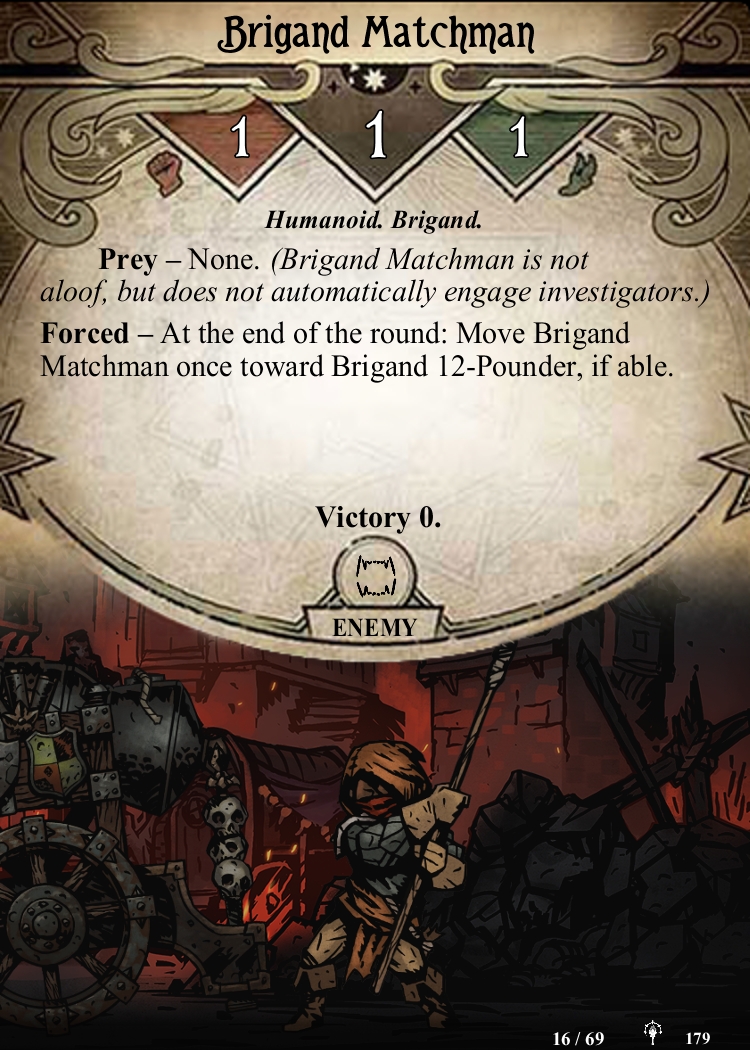 Brigand Matchman
1 1 1
Humanoid. Brigand.
Prey – None. (Brigand Matchman is not
aloof, but does not automatically engage investigators.)
Forced – At the end of the round: Move Brigand
Matchman once toward Brigand 12-Pounder, if able.
Victory 0.
ENEMY
16 / 69 179